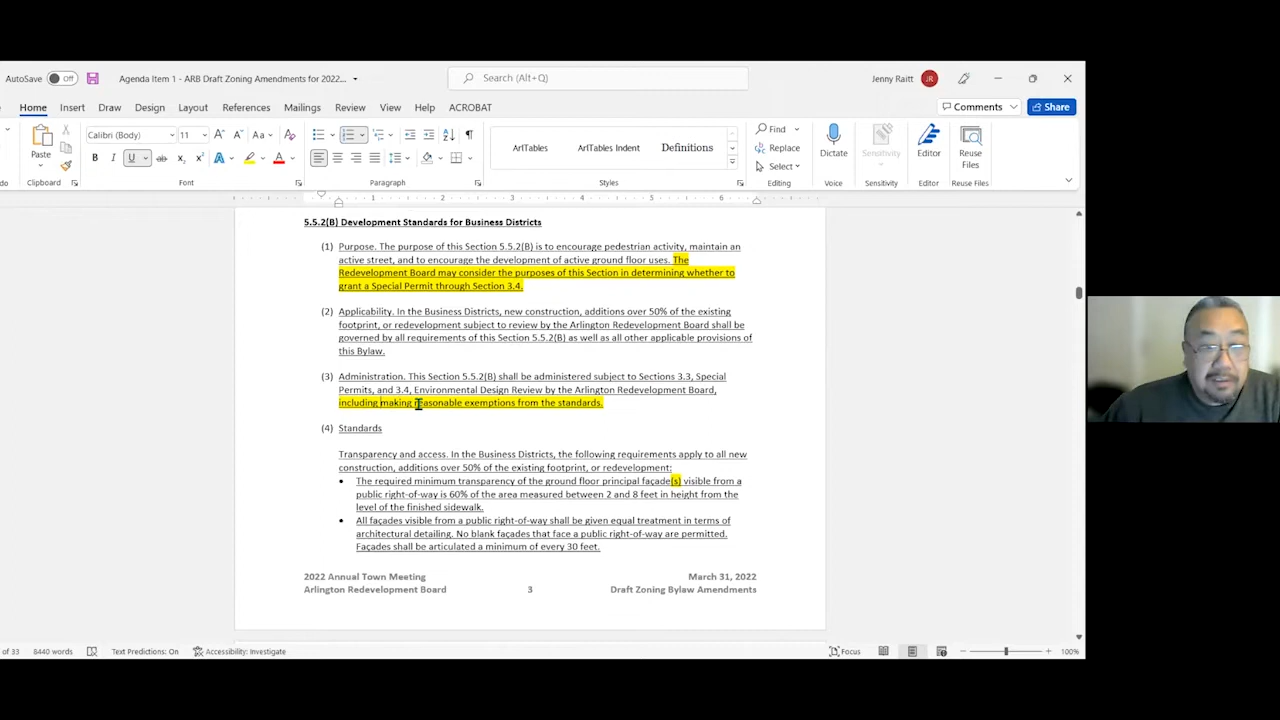 AutoSave Off Agenda Item 1 - ARB Draft Zoning Amendments for 2022... Search (Alt+Q) Jenny Raitt JR
Home Insert Draw Design Layout References Mailings Review View Help ACROBAT Comments Share
Paste Calibri (Body) 11 A A Aa ArtTables ArtTables Indent Definitions Find Replace Select Dictate Sensitivity Editor Reuse Files
B I U ab x₂ x² A A
Clipboard Font Paragraph Styles Editing Voice Sensitivity Editor Reuse Files
1 2 3 4 5 6
5.5.2(B) Development Standards for Business Districts
(1) Purpose. The purpose of this Section 5.5.2(B) is to encourage pedestrian activity, maintain an
active street, and to encourage the development of active ground floor uses. The
Redevelopment Board may consider the purposes of this Section in determining whether to
grant a Special Permit through Section 3.4.
(2) Applicability. In the Business Districts, new construction, additions over 50% of the existing
footprint, or redevelopment subject to review by the Arlington Redevelopment Board shall be
governed by all requirements of this Section 5.5.2(B) as well as all other applicable provisions of
this Bylaw.
(3) Administration. This Section 5.5.2(B) shall be administered subject to Sections 3.3, Special
Permits, and 3.4, Environmental Design Review by the Arlington Redevelopment Board,
including making reasonable exemptions from the standards.
(4) Standards
Transparency and access. In the Business Districts, the following requirements apply to all new
construction, additions over 50% of the existing footprint, or redevelopment:
• The required minimum transparency of the ground floor principal façade(s) visible from a
public right-of-way is 60% of the area measured between 2 and 8 feet in height from the
level of the finished sidewalk.
• All façades visible from a public right-of-way shall be given equal treatment in terms of
architectural detailing. No blank façades that face a public right-of-way are permitted.
Façades shall be articulated a minimum of every 30 feet.
2022 Annual Town Meeting March 31, 2022
Arlington Redevelopment Board 3 Draft Zoning Bylaw Amendments
of 33 8440 words Text Predictions: On Accessibility: Investigate Focus 100%